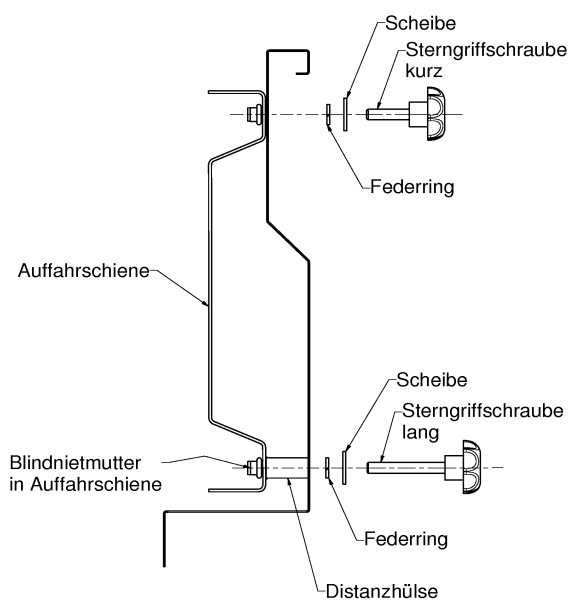 Scheibe
Sterngriffschraube
kurz
Federring
Auffahrschiene
Scheibe
Sterngriffschraube
lang
Blindnietmutter
in Auffahrschiene
Federring
Distanzhülse